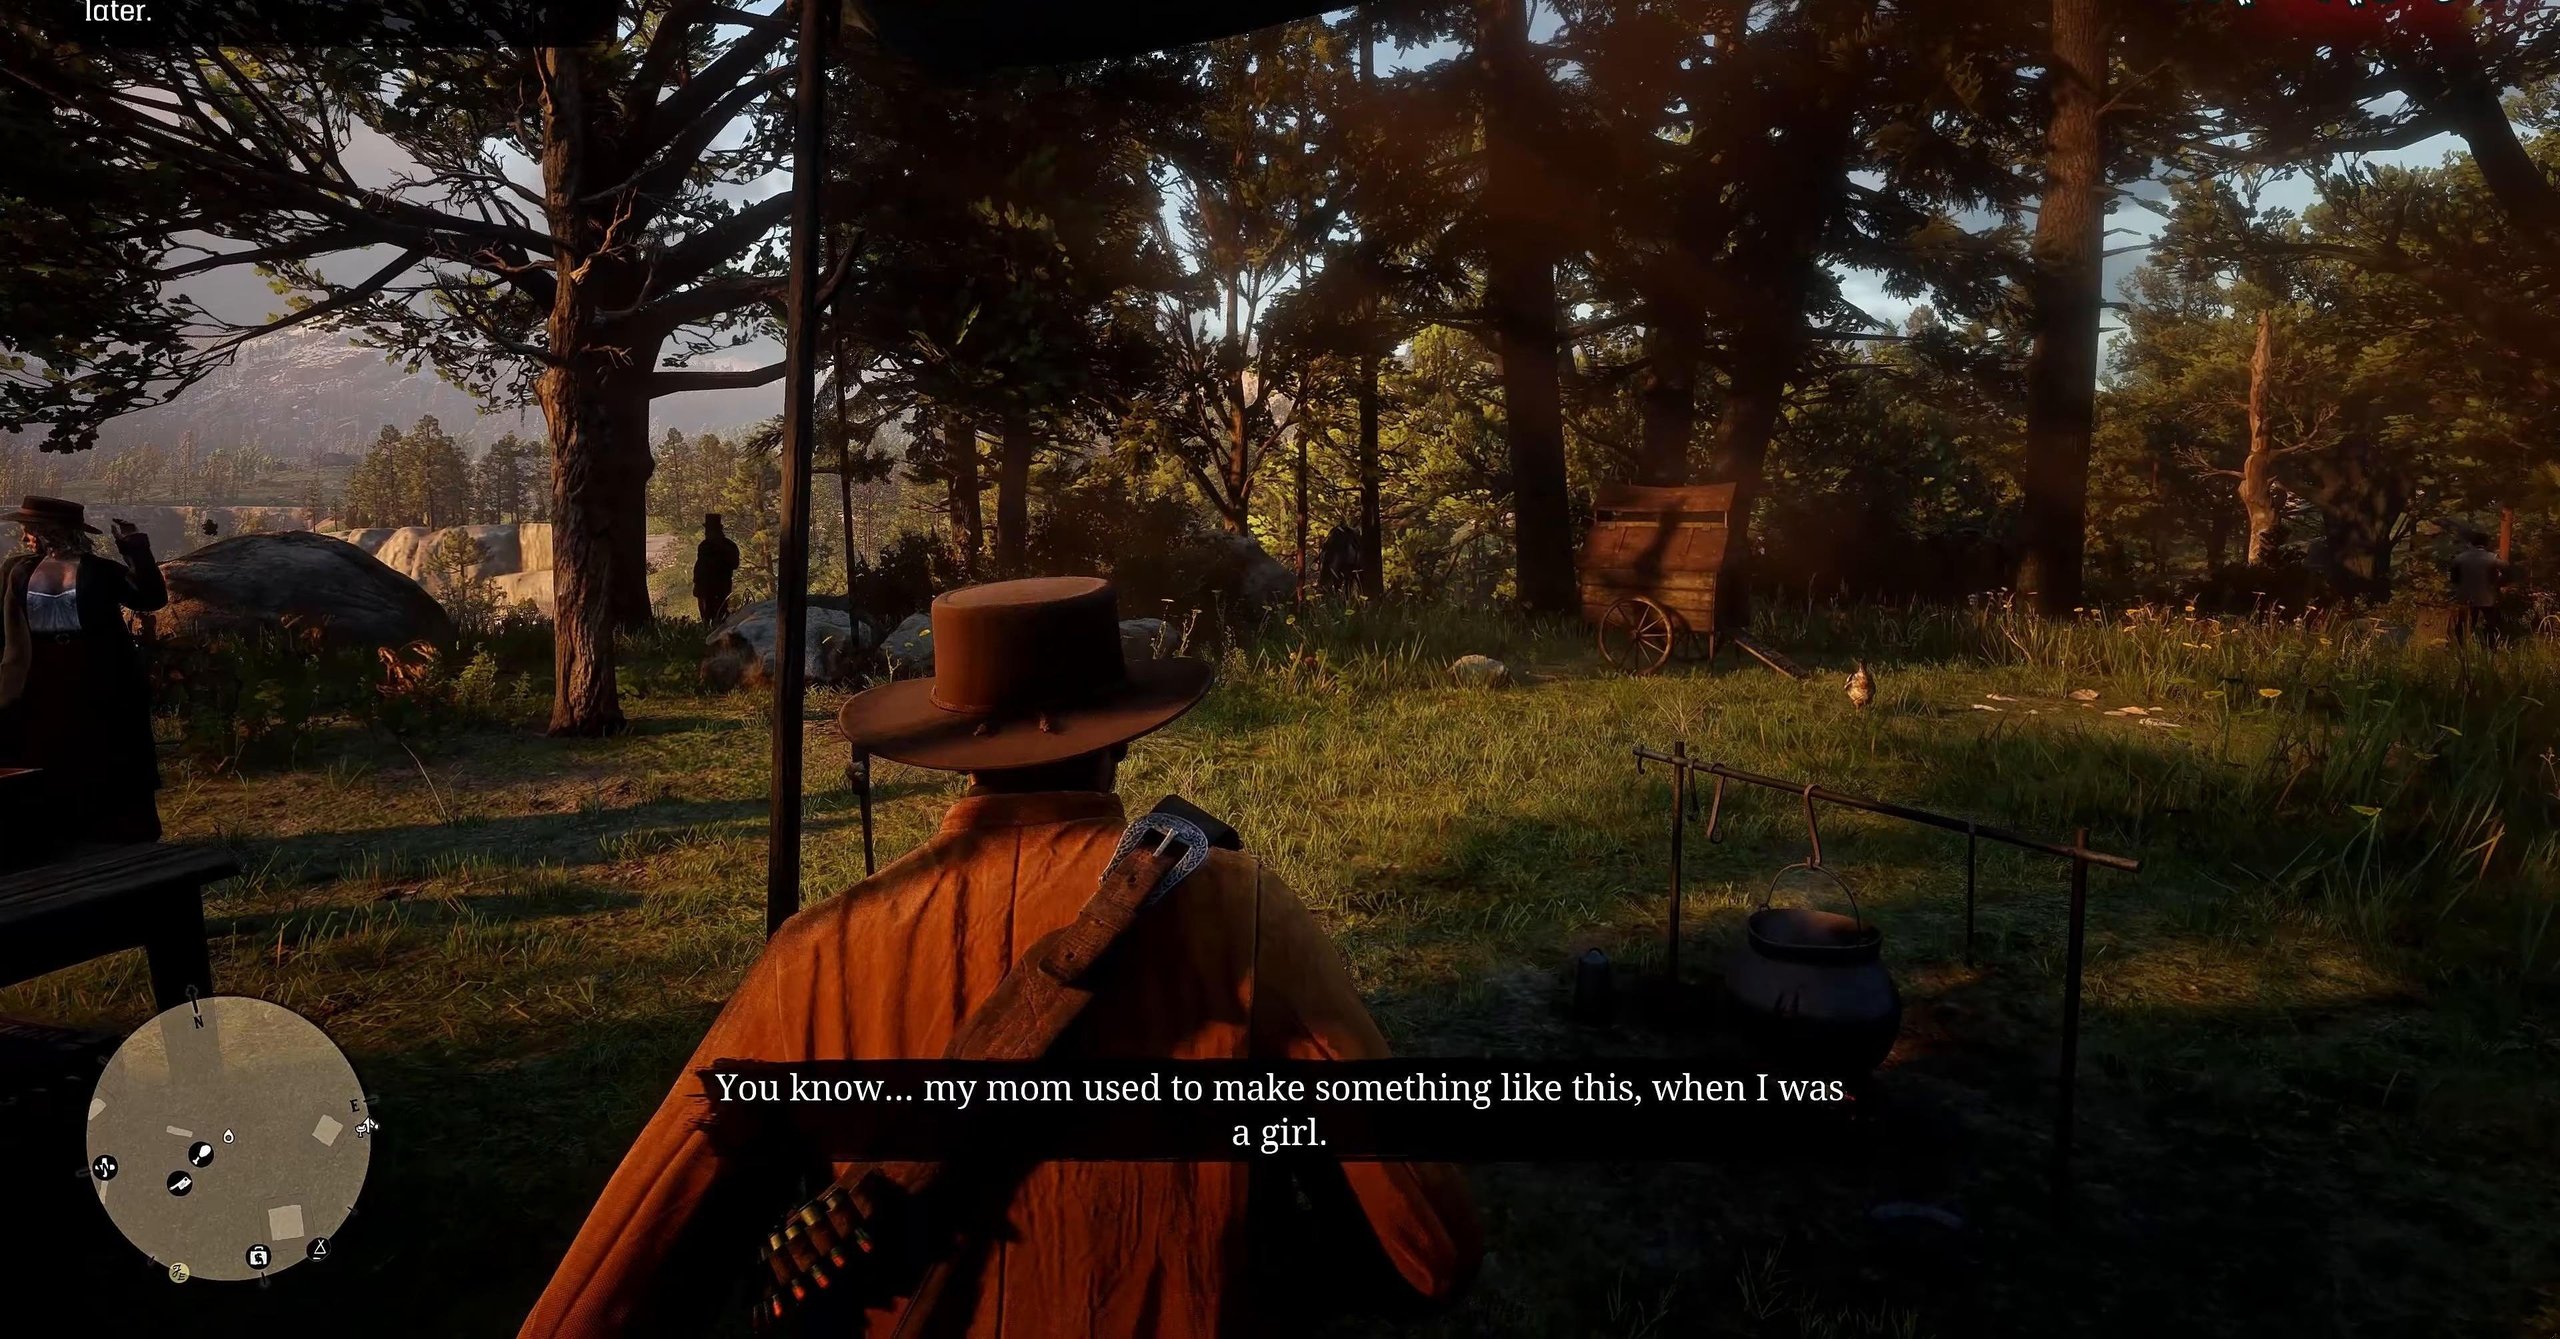 later.
You know... my mom used to make something like this, when I was
a girl.
N
E